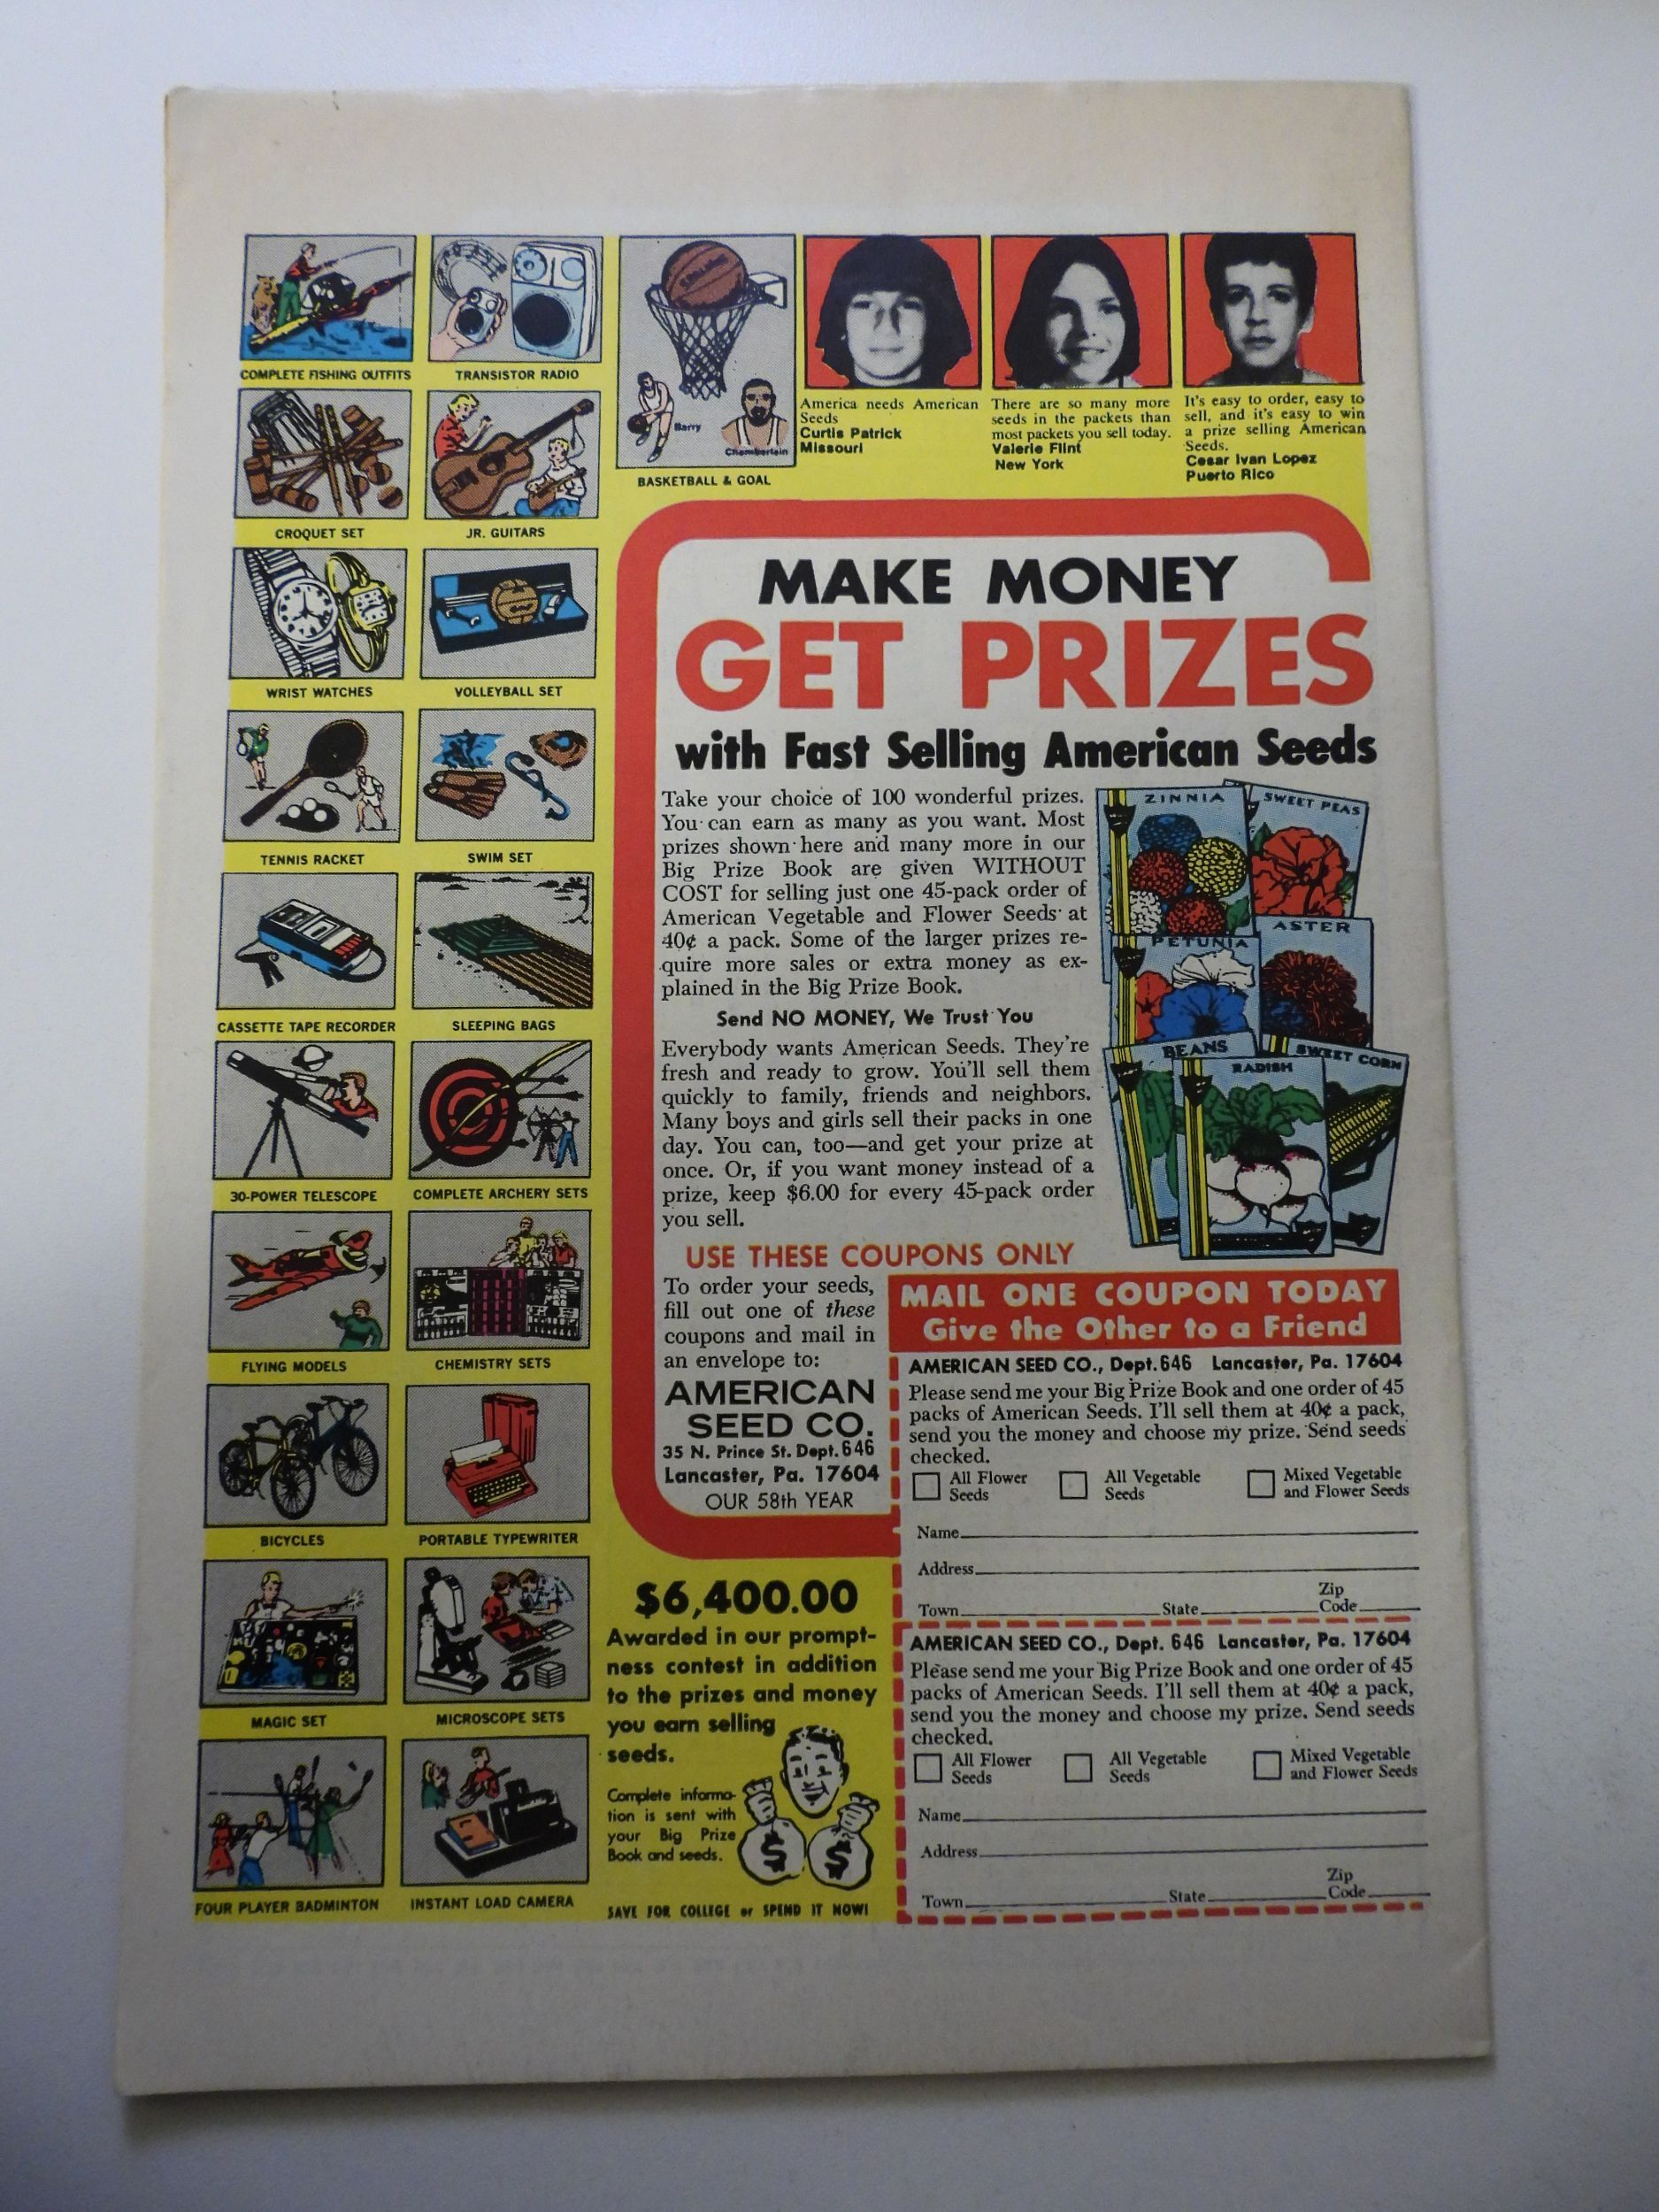 COMPLETE FISHING OUTFITS
TRANSISTOR RADIO
CROQUET SET
JR. GUITARS
WRIST WATCHES
VOLLEYBALL SET
TENNIS RACKET
SWIM SET
CASSETTE TAPE RECORDER
SLEEPING BAGS
30-POWER TELESCOPE
COMPLETE ARCHERY SETS
FLYING MODELS
CHEMISTRY SETS
BICYCLES
PORTABLE TYPEWRITER
MAGIC SET
MICROSCOPE SETS
FOUR PLAYER BADMINTON
INSTANT LOAD CAMERA
SPALDING
Barry
Chamberlain
BASKETBALL & GOAL
America needs American
Seeds
Curtis Patrick
Missouri
There are so many more
seeds in the packets than
most packets you sell today.
Valerie Flint
New York
It's easy to order, easy to
sell, and it's easy to win
a prize selling American
Seeds.
Cesar Ivan Lopez
Puerto Rico
MAKE MONEY
GET PRIZES
with Fast Selling American Seeds
Take your choice of 100 wonderful prizes.
You can earn as many as you want. Most
prizes shown here and many more in our
Big Prize Book are given WITHOUT
COST for selling just one 45-pack order of
American Vegetable and Flower Seeds at
40¢ a pack. Some of the larger prizes re-
quire more sales or extra money as ex-
plained in the Big Prize Book.
Send NO MONEY, We Trust You
Everybody wants American Seeds. They're
fresh and ready to grow. You'll sell them
quickly to family, friends and neighbors.
Many boys and girls sell their packs in one
day. You can, too—and get your prize at
once. Or, if you want money instead of a
prize, keep $6.00 for every 45-pack order
you sell.
ZINNIA
SWEET PEAS
PETUNIA
ASTER
BEANS
RADISH
SWEET CORN
USE THESE COUPONS ONLY
To order your seeds,
fill out one of these
coupons and mail in
an envelope to:
AMERICAN
SEED CO.
35 N. Prince St. Dept. 646
Lancaster, Pa. 17604
OUR 58th YEAR
$6,400.00
Awarded in our prompt-
ness contest in addition
to the prizes and money
you earn selling
seeds.
Complete informa-
tion is sent with
your Big Prize
Book and seeds.
$ $
SAVE FOR COLLEGE or SPEND IT NOW!
MAIL ONE COUPON TODAY
Give the Other to a Friend
AMERICAN SEED CO., Dept. 646 Lancaster, Pa. 17604
Please send me your Big Prize Book and one order of 45
packs of American Seeds. I'll sell them at 40¢ a pack,
send you the money and choose my prize. Send seeds
checked.
All Flower Seeds All Vegetable Seeds Mixed Vegetable and Flower Seeds
Name
Address
Town State Zip Code
AMERICAN SEED CO., Dept. 646 Lancaster, Pa. 17604
Please send me your Big Prize Book and one order of 45
packs of American Seeds. I'll sell them at 40¢ a pack,
send you the money and choose my prize. Send seeds
checked.
All Flower Seeds All Vegetable Seeds Mixed Vegetable and Flower Seeds
Name
Address
Town State Zip Code